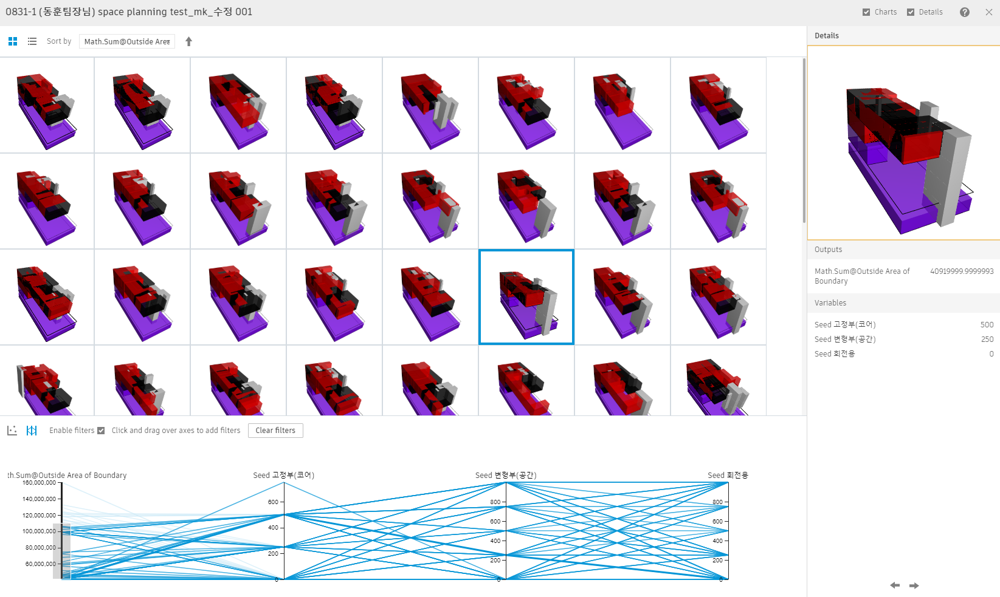 0831-1 (동훈팀장님) space planning test_mk_수정 001
Charts
Details
Sort by
Math.Sum@Outside Are
Details
Outputs
Math.Sum@Outside Area of
Boundary
40919999.9999993
Variables
Seed 고정부(코어)
500
Seed 변형부(공간)
250
Seed 회전용
0
Enable filters
Click and drag over axes to add filters
Clear filters
th.Sum@Outside Area of Boundary
Seed 고정부(코어)
Seed 변형부(공간)
Seed 회전용
160,000,000
140,000,000
120,000,000
100,000,000
80,000,000
60,000,000
600
400
200
0
800
600
400
200
0
800
600
400
200
0